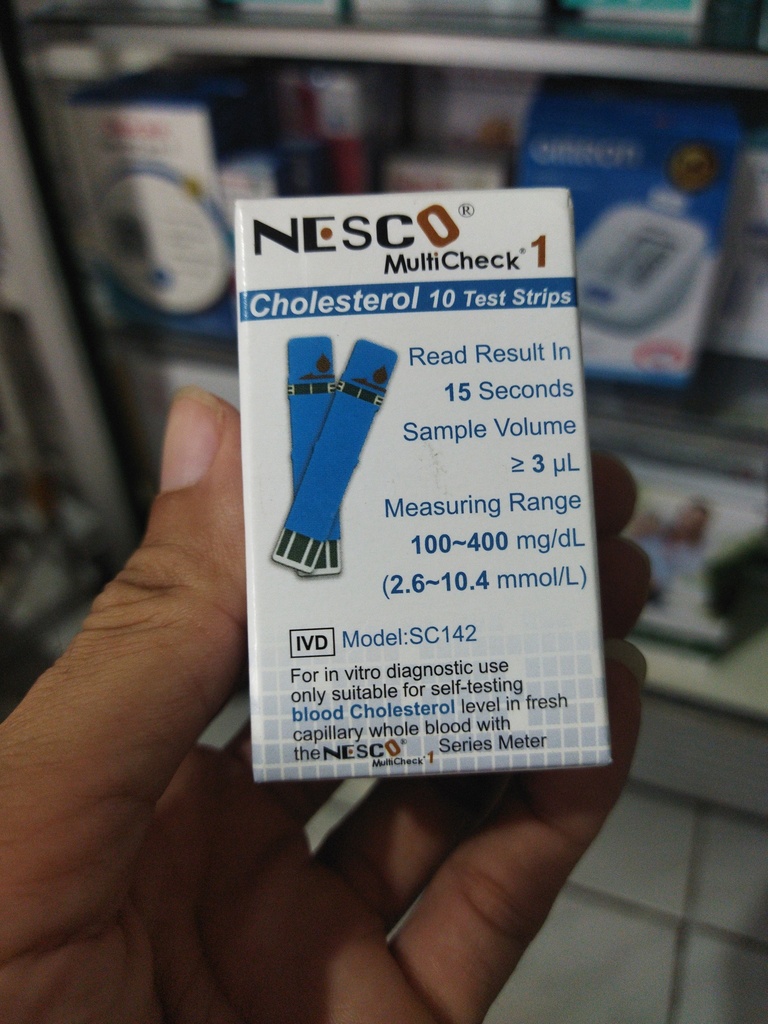 NESCO®
MultiCheck® 1
Cholesterol 10 Test Strips
Read Result In
15 Seconds
Sample Volume
≥ 3 µL
Measuring Range
100~400 mg/dL
(2.6~10.4 mmol/L)
IVD Model:SC142
For in vitro diagnostic use
only suitable for self-testing
blood Cholesterol level in fresh
capillary whole blood with
the NESCO® MultiCheck® 1 Series Meter
omron